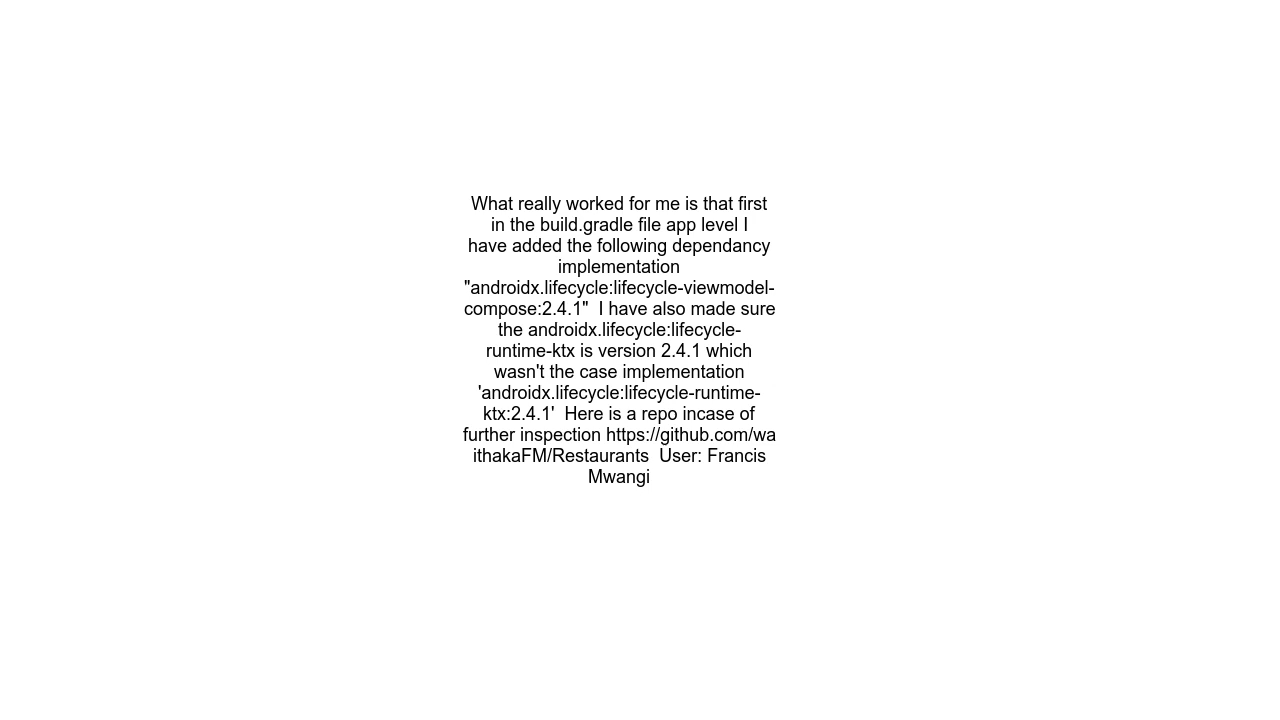 What really worked for me is that first
in the build.gradle file app level I
have added the following dependancy
implementation
"androidx.lifecycle:lifecycle-viewmodel-
compose:2.4.1"  I have also made sure
the androidx.lifecycle:lifecycle-
runtime-ktx is version 2.4.1 which
wasn't the case implementation
'androidx.lifecycle:lifecycle-runtime-
ktx:2.4.1'  Here is a repo incase of
further inspection https://github.com/wa
ithakaFM/Restaurants  User: Francis
Mwangi